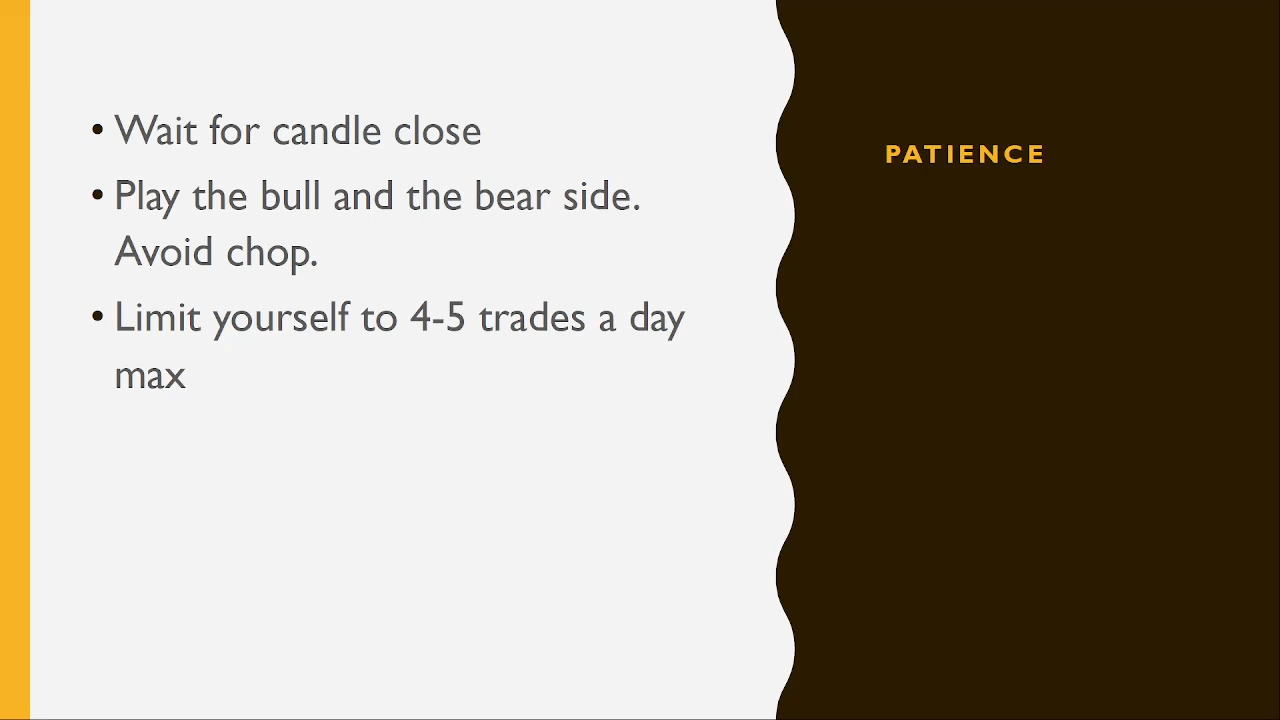 • Wait for candle close
• Play the bull and the bear side.
Avoid chop.
• Limit yourself to 4-5 trades a day
max
PATIENCE